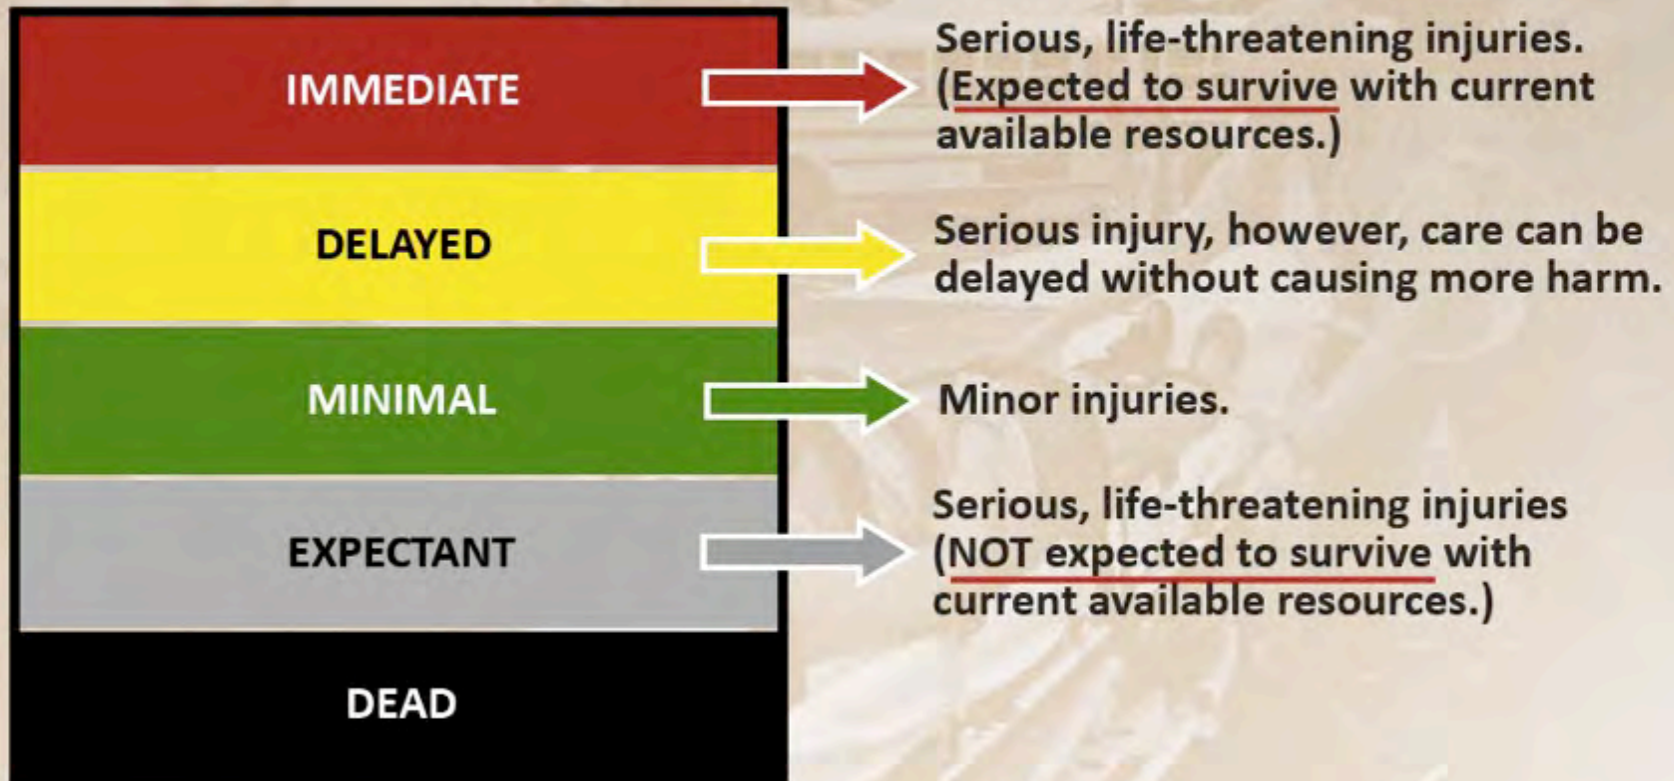 IMMEDIATE
Serious, life-threatening injuries.
(Expected to survive with current
available resources.)
DELAYED
Serious injury, however, care can be
delayed without causing more harm.
MINIMAL
Minor injuries.
EXPECTANT
Serious, life-threatening injuries
(NOT expected to survive with
current available resources.)
DEAD